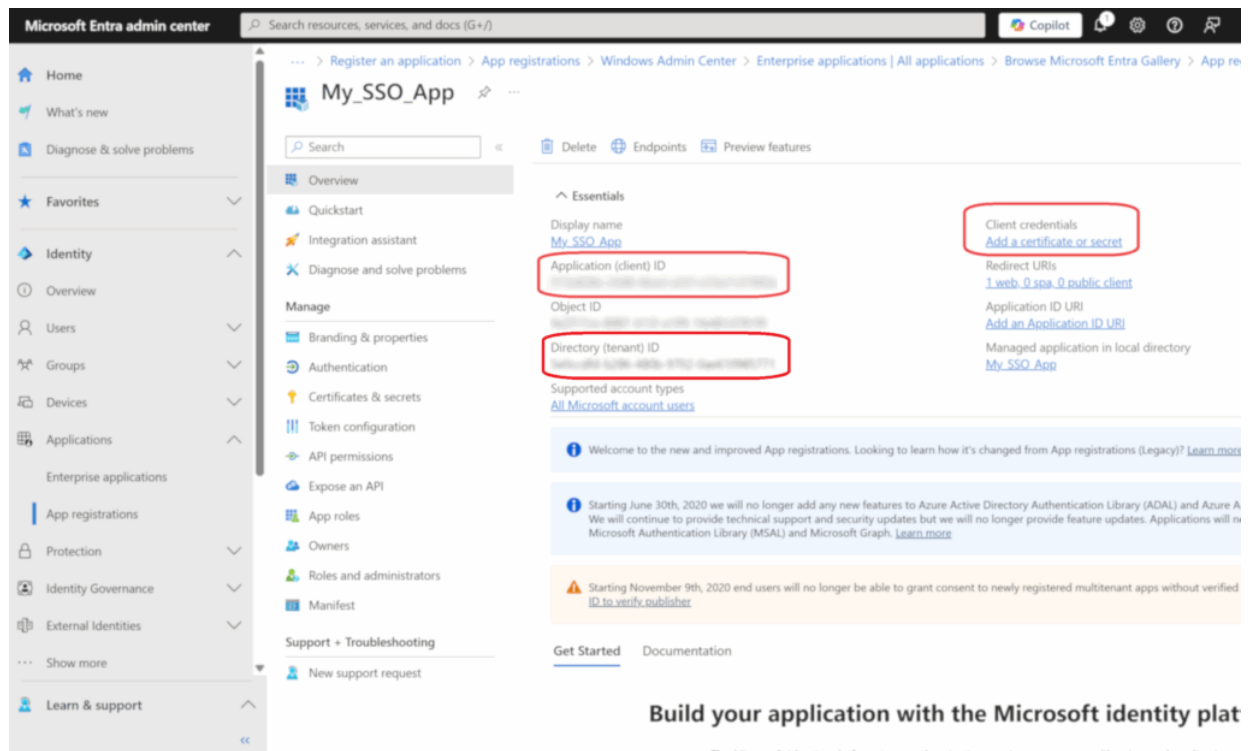 Microsoft Entra admin center
Search resources, services, and docs (G+/)
Copilot
1
··· > Register an application > App registrations > Windows Admin Center > Enterprise applications | All applications > Browse Microsoft Entra Gallery > App re
My_SSO_App
Home
What's new
Diagnose & solve problems
Favorites
Identity
Overview
Users
Groups
Devices
Applications
Enterprise applications
App registrations
Protection
Identity Governance
External Identities
Show more
Learn & support
Search
Overview
Quickstart
Integration assistant
Diagnose and solve problems
Manage
Branding & properties
Authentication
Certificates & secrets
Token configuration
API permissions
Expose an API
App roles
Owners
Roles and administrators
Manifest
Support + Troubleshooting
New support request
Delete
Endpoints
Preview features
Essentials
Display name
My_SSO_App
Application (client) ID
Object ID
Directory (tenant) ID
Supported account types
All Microsoft account users
Client credentials
Add a certificate or secret
Redirect URIs
1 web, 0 spa, 0 public client
Application ID URI
Add an Application ID URI
Managed application in local directory
My_SSO_App
Welcome to the new and improved App registrations. Looking to learn how it's changed from App registrations (Legacy)? Learn more
Starting June 30th, 2020 we will no longer add any new features to Azure Active Directory Authentication Library (ADAL) and Azure A
We will continue to provide technical support and security updates but we will no longer provide feature updates. Applications will ne
Microsoft Authentication Library (MSAL) and Microsoft Graph. Learn more
Starting November 9th, 2020 end users will no longer be able to grant consent to newly registered multitenant apps without verified
ID to verify publisher
Get Started
Documentation
Build your application with the Microsoft identity plat